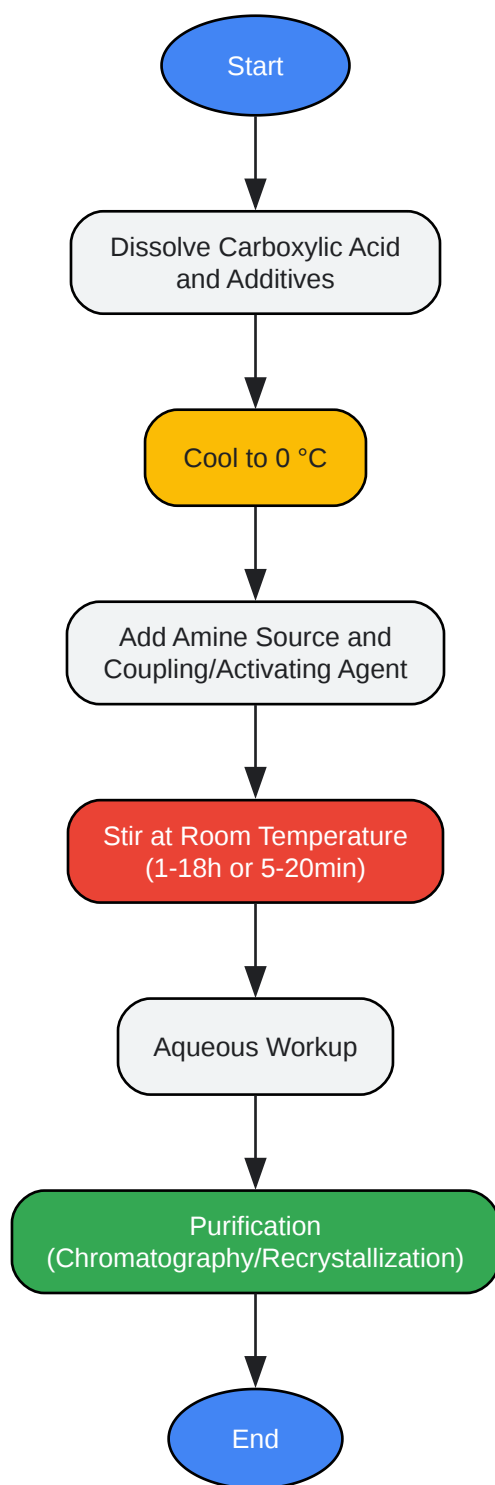 Start
Dissolve Carboxylic Acid
and Additives
Cool to 0 °C
Add Amine Source and
Coupling/Activating Agent
Stir at Room Temperature
(1-18h or 5-20min)
Aqueous Workup
Purification
(Chromatography/Recrystallization)
End